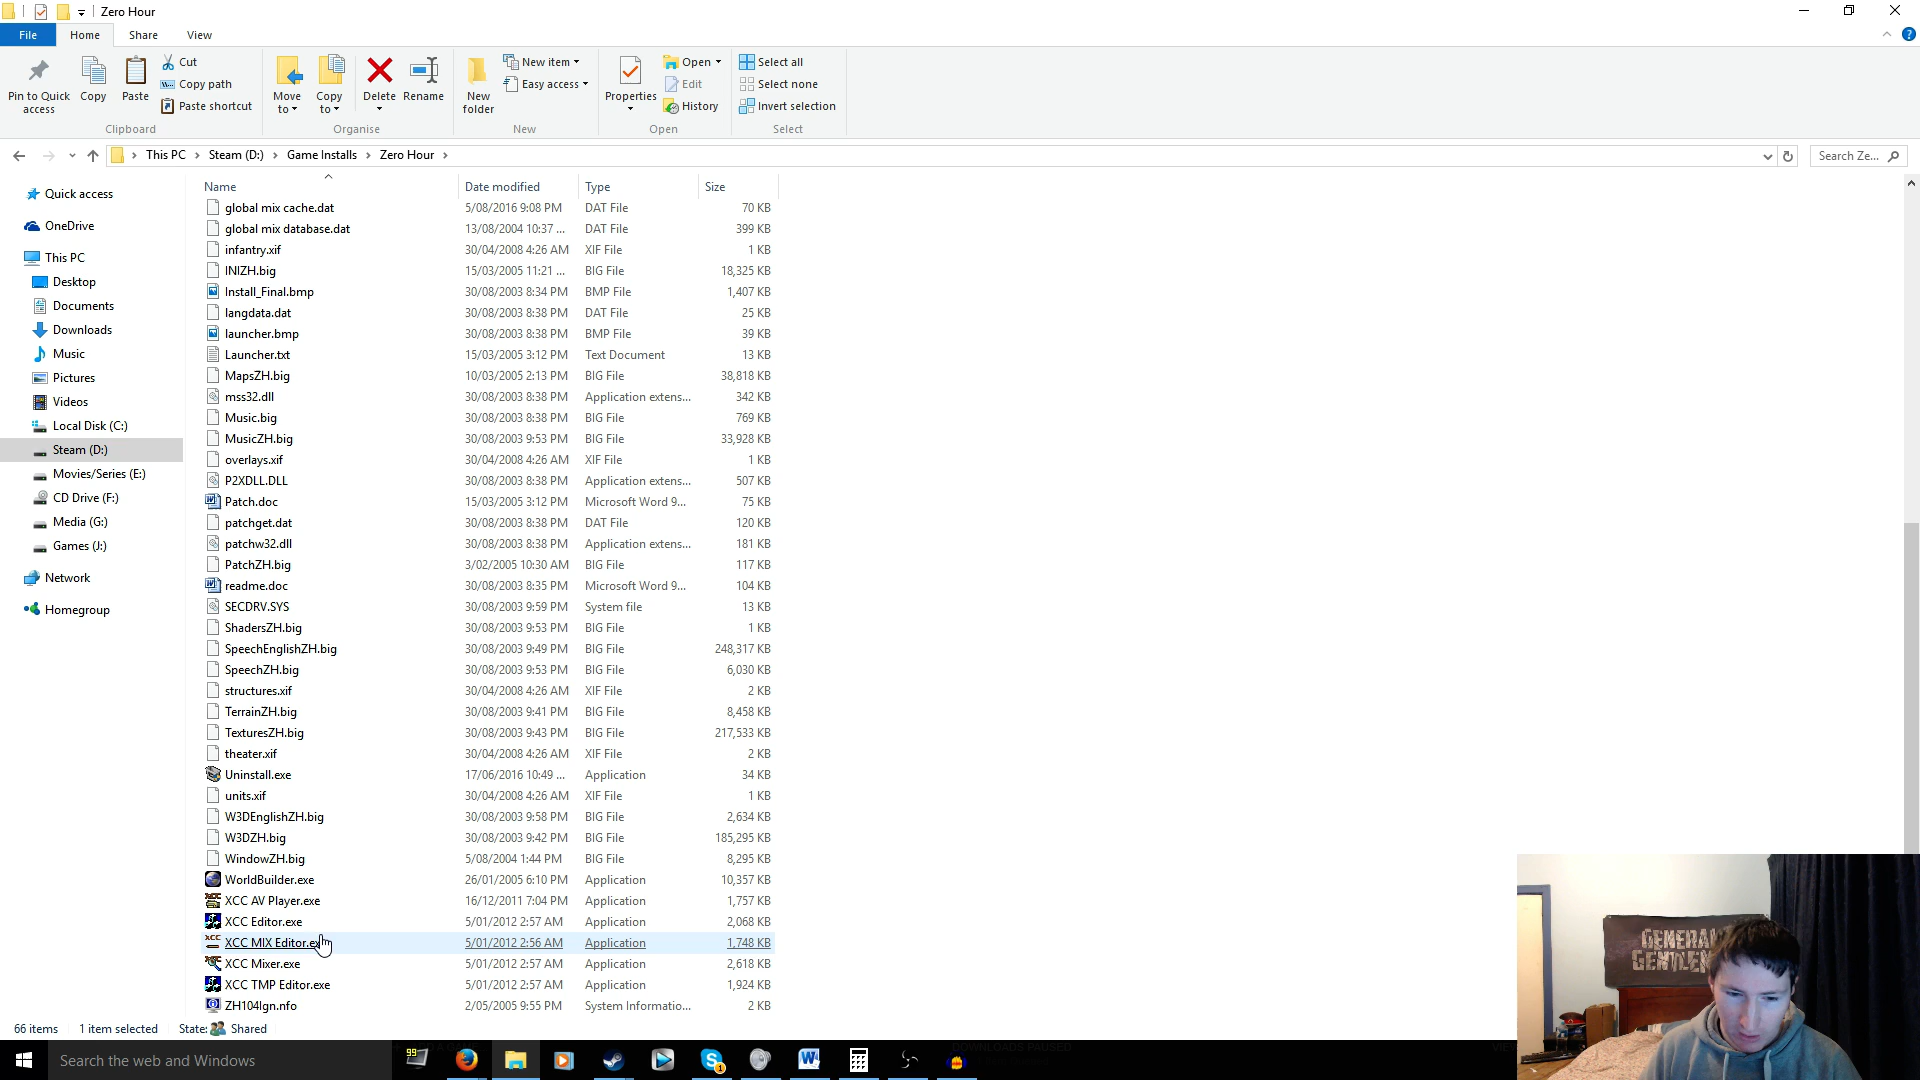 Zero Hour
File Home Share View
Pin to Quick access
Copy
Paste
Cut
Copy path
Paste shortcut
Clipboard
Move to
Copy to
Delete
Rename
Organise
New folder
New item
Easy access
New
Properties
Open
Edit
History
Open
Select all
Select none
Invert selection
Select
This PC > Steam (D:) > Game Installs > Zero Hour >
Search Ze...
Quick access
OneDrive
This PC
Desktop
Documents
Downloads
Music
Pictures
Videos
Local Disk (C:)
Steam (D:)
Movies/Series (E:)
CD Drive (F:)
Media (G:)
Games (J:)
Network
Homegroup
Name Date modified Type Size
global mix cache.dat 5/08/2016 9:08 PM DAT File 70 KB
global mix database.dat 13/08/2004 10:37 ... DAT File 399 KB
infantry.xif 30/04/2008 4:26 AM XIF File 1 KB
INIZH.big 15/03/2005 11:21 ... BIG File 18,325 KB
Install_Final.bmp 30/08/2003 8:34 PM BMP File 1,407 KB
langdata.dat 30/08/2003 8:38 PM DAT File 25 KB
launcher.bmp 30/08/2003 8:38 PM BMP File 39 KB
Launcher.txt 15/03/2005 3:12 PM Text Document 13 KB
MapsZH.big 10/03/2005 2:13 PM BIG File 38,818 KB
mss32.dll 30/08/2003 8:38 PM Application extens... 342 KB
Music.big 30/08/2003 8:38 PM BIG File 769 KB
MusicZH.big 30/08/2003 9:53 PM BIG File 33,928 KB
overlays.xif 30/04/2008 4:26 AM XIF File 1 KB
P2XDLL.DLL 30/08/2003 8:38 PM Application extens... 507 KB
Patch.doc 15/03/2005 3:12 PM Microsoft Word 9... 75 KB
patchget.dat 30/08/2003 8:38 PM DAT File 120 KB
patchw32.dll 30/08/2003 8:38 PM Application extens... 181 KB
PatchZH.big 3/02/2005 10:30 AM BIG File 117 KB
readme.doc 30/08/2003 8:35 PM Microsoft Word 9... 104 KB
SECDRV.SYS 30/08/2003 9:59 PM System file 13 KB
ShadersZH.big 30/08/2003 9:53 PM BIG File 1 KB
SpeechEnglishZH.big 30/08/2003 9:49 PM BIG File 248,317 KB
SpeechZH.big 30/08/2003 9:53 PM BIG File 6,030 KB
structures.xif 30/04/2008 4:26 AM XIF File 2 KB
TerrainZH.big 30/08/2003 9:41 PM BIG File 8,458 KB
TexturesZH.big 30/08/2003 9:43 PM BIG File 217,533 KB
theater.xif 30/04/2008 4:26 AM XIF File 2 KB
Uninstall.exe 17/06/2016 10:49 ... Application 34 KB
units.xif 30/04/2008 4:26 AM XIF File 1 KB
W3DEnglishZH.big 30/08/2003 9:58 PM BIG File 2,634 KB
W3DZH.big 30/08/2003 9:42 PM BIG File 185,295 KB
WindowZH.big 5/08/2004 1:44 PM BIG File 8,295 KB
WorldBuilder.exe 26/01/2005 6:10 PM Application 10,357 KB
XCC AV Player.exe 16/12/2011 7:04 PM Application 1,757 KB
XCC Editor.exe 5/01/2012 2:57 AM Application 2,068 KB
XCC MIX Editor.ex 5/01/2012 2:56 AM Application 1,748 KB
XCC Mixer.exe 5/01/2012 2:57 AM Application 2,618 KB
XCC TMP Editor.exe 5/01/2012 2:57 AM Application 1,924 KB
ZH104lgn.nfo 2/05/2005 9:55 PM System Informatio... 2 KB
66 items 1 item selected State: Shared
GENERAL
GENTLE
Search the web and Windows
99
DOWNLOADS PAUSED